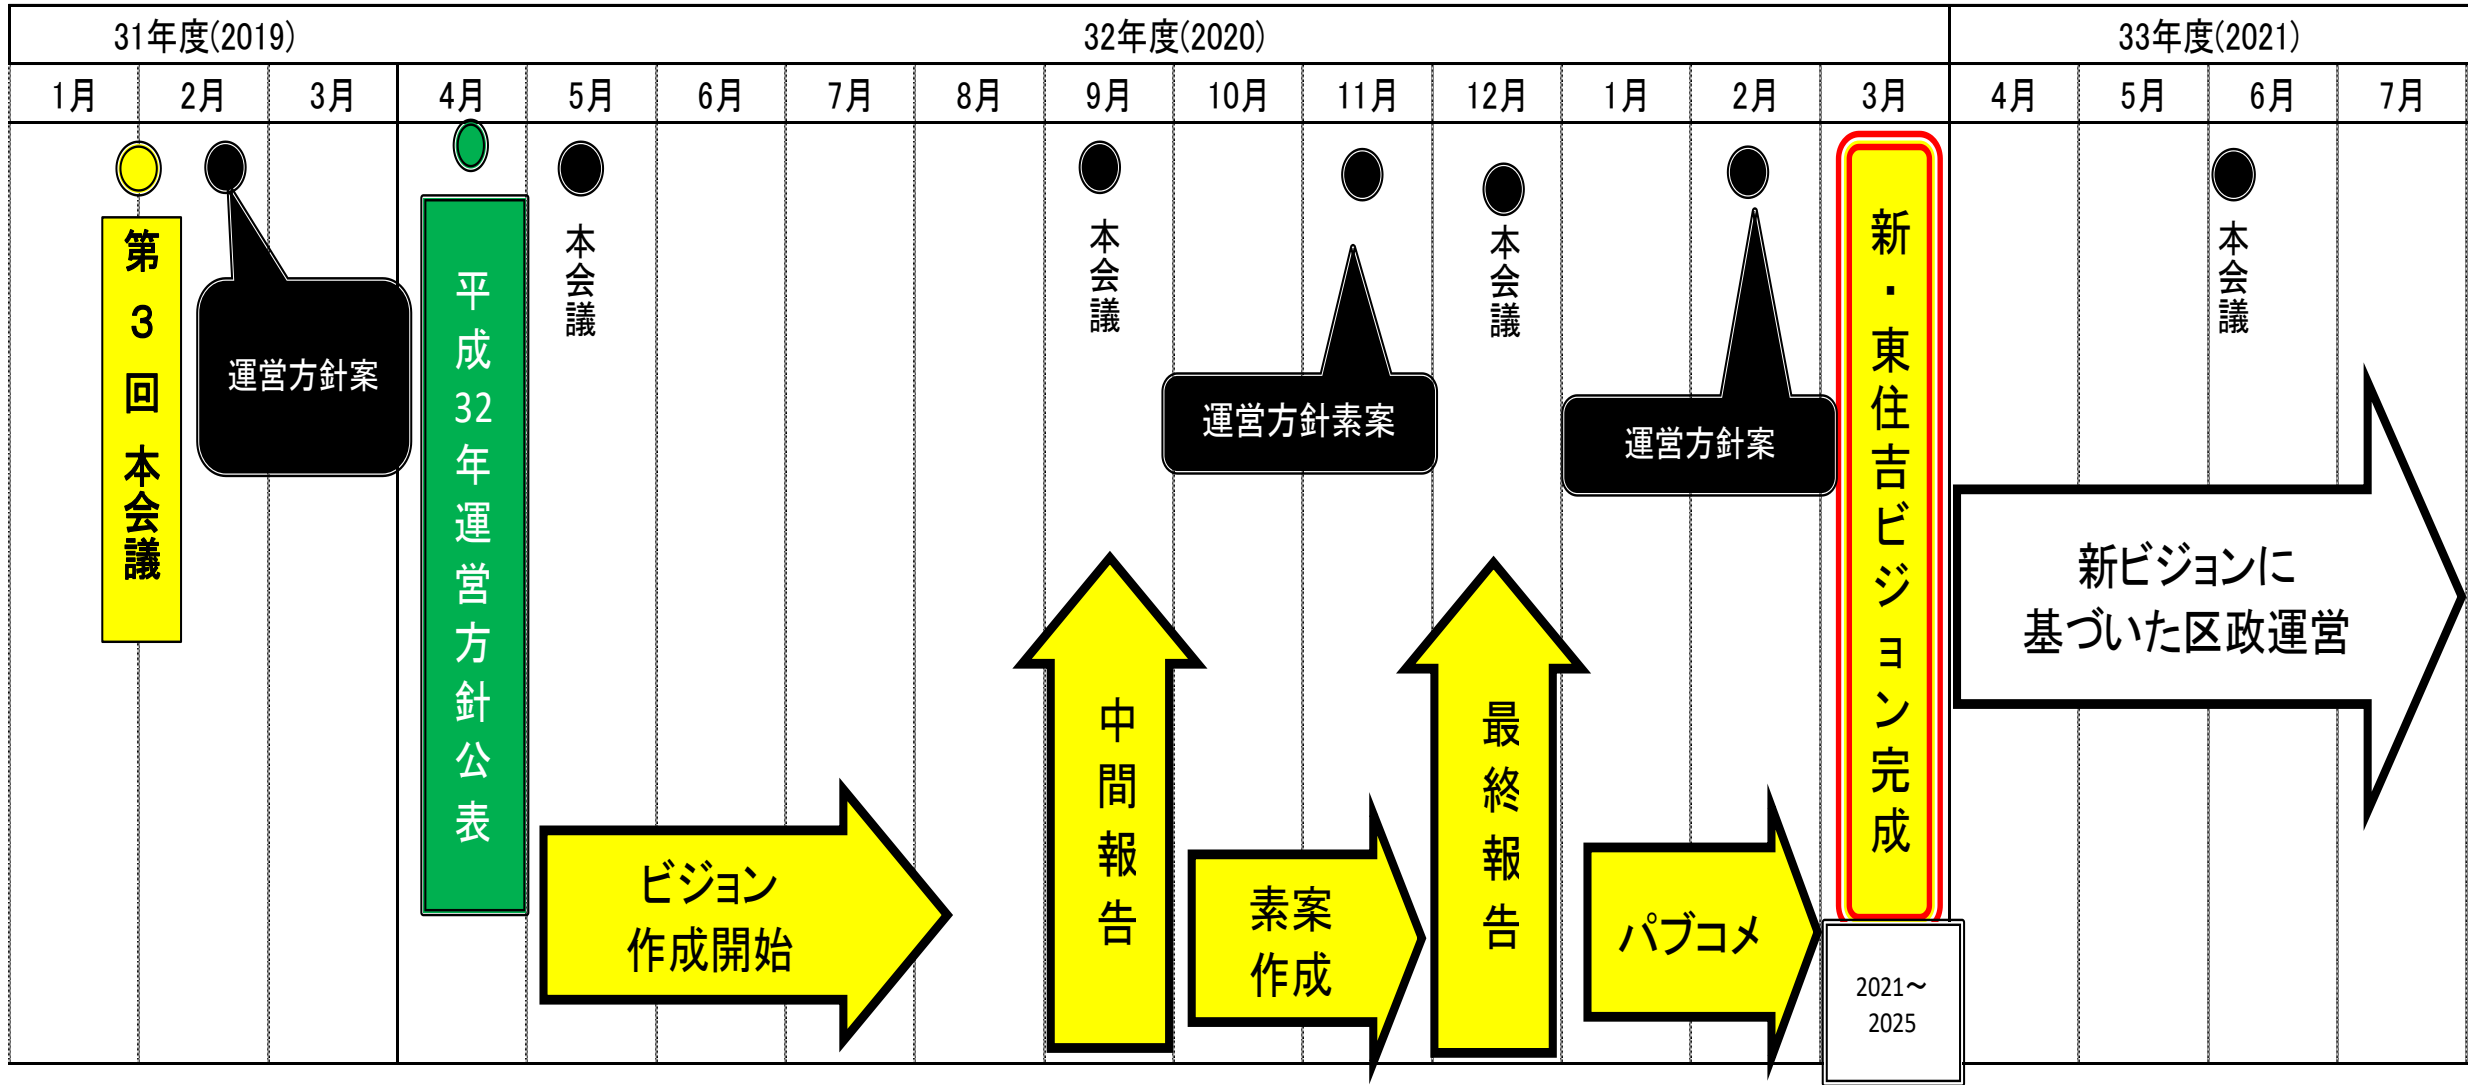 31年度(2019)
32年度(2020)
33年度(2021)
1月
2月
3月
4月
5月
6月
7月
8月
9月
10月
11月
12月
1月
2月
3月
4月
5月
6月
7月
第3回 本会議
運営方針案
平成32年運営方針公表
本会議
本会議
運営方針素案
本会議
運営方針案
新・東住吉ビジョン完成
本会議
新ビジョンに
基づいた区政運営
ビジョン
作成開始
中間報告
素案
作成
最終報告
パブコメ
2021～
2025